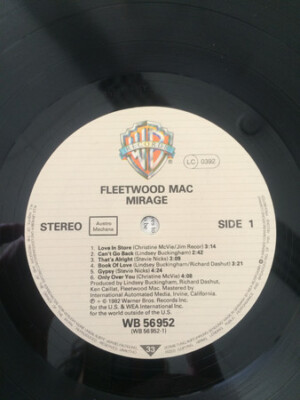 WB
RECORDS
LC 0392
FLEETWOOD MAC
MIRAGE
STEREO
Austro
Mechana
SIDE 1
1. Love In Store (Christine McVie/Jim Recor) 3:14
2. Can't Go Back (Lindsey Buckingham) 2:42
3. That's Alright (Stevie Nicks) 3:09
4. Book Of Love (Lindsey Buckingham/Richard Dashut) 3:21
5. Gypsy (Stevie Nicks) 4:24
6. Only Over You (Christine McVie) 4:08
Produced by Lindsey Buckingham, Richard Dashut,
Ken Caillat, Fleetwood Mac. Mastered by
International Automated Media, Irvine, California.
℗ + © 1982 Warner Bros. Records Inc.
for the U.S. & WEA International Inc.
for the world outside of the U.S.
WB 56952
(WB 56952-1)
33